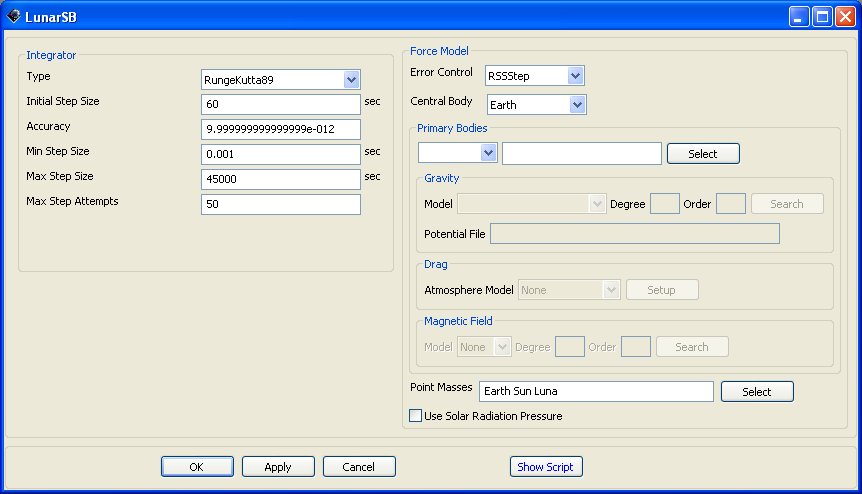 LunarSB
Integrator
Type RungeKutta89
Initial Step Size 60 sec
Accuracy 9.999999999999999e-012
Min Step Size 0.001 sec
Max Step Size 45000 sec
Max Step Attempts 50
Force Model
Error Control RSSStep
Central Body Earth
Primary Bodies
Select
Gravity
Model Degree Order Search
Potential File
Drag
Atmosphere Model None Setup
Magnetic Field
Model None Degree Order Search
Point Masses Earth Sun Luna Select
Use Solar Radiation Pressure
OK Apply Cancel Show Script